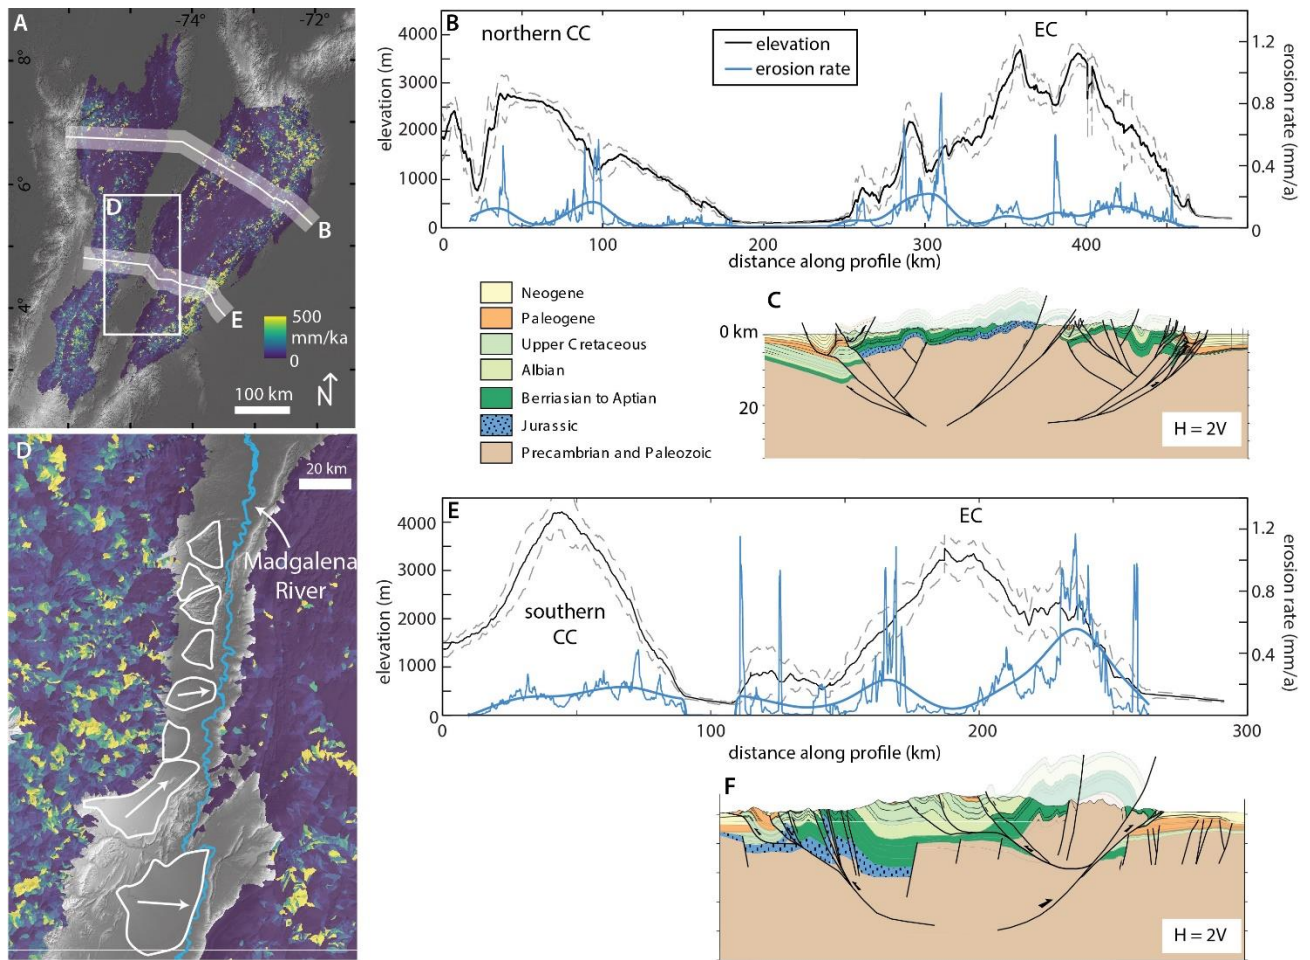 A
-74°
-72°
8°
6°
4°
D
B
E
500
mm/ka
0
100 km
N
B
northern CC
EC
elevation
erosion rate
elevation (m)
4000
3500
3000
2000
1000
0
erosion rate (mm/a)
1.2
0.8
0.4
0
0
100
200
300
400
distance along profile (km)
Neogene
Paleogene
Upper Cretaceous
Albian
Berriasian to Aptian
Jurassic
Precambrian and Paleozoic
C
0 km
20
H = 2V
D
20 km
Madgalena
River
E
EC
southern
CC
elevation (m)
4000
3000
2000
1000
0
erosion rate (mm/a)
1.2
0.8
0.4
0
0
100
200
300
distance along profile (km)
F
H = 2V